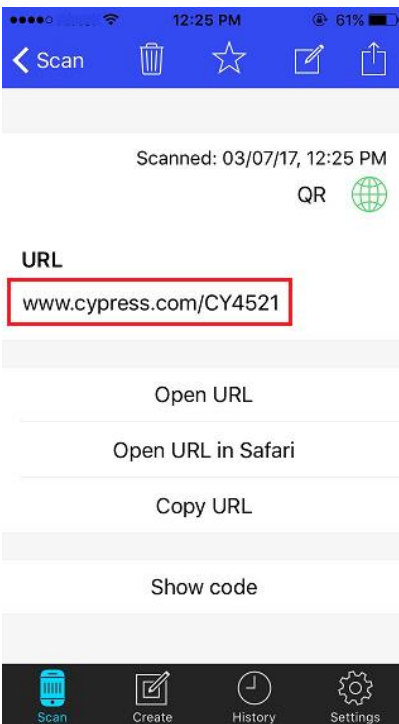 12:25 PM
61%
Scan
Scanned: 03/07/17, 12:25 PM
QR
URL
www.cypress.com/CY4521
Open URL
Open URL in Safari
Copy URL
Show code
Scan Create History Settings